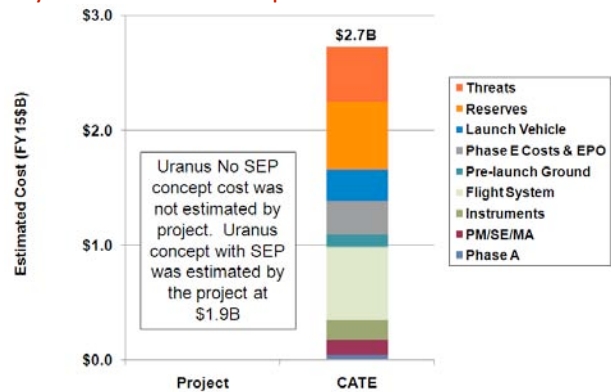 $3.0
$2.7B
Estimated Cost (FY15$B)
$2.0
$1.0
$0.0
Uranus No SEP
concept cost was
not estimated by
project. Uranus
concept with SEP
was estimated by
the project at
$1.9B
Project
CATE
Threats
Reserves
Launch Vehicle
Phase E Costs & EPO
Pre-launch Ground
Flight System
Instruments
PM/SE/MA
Phase A